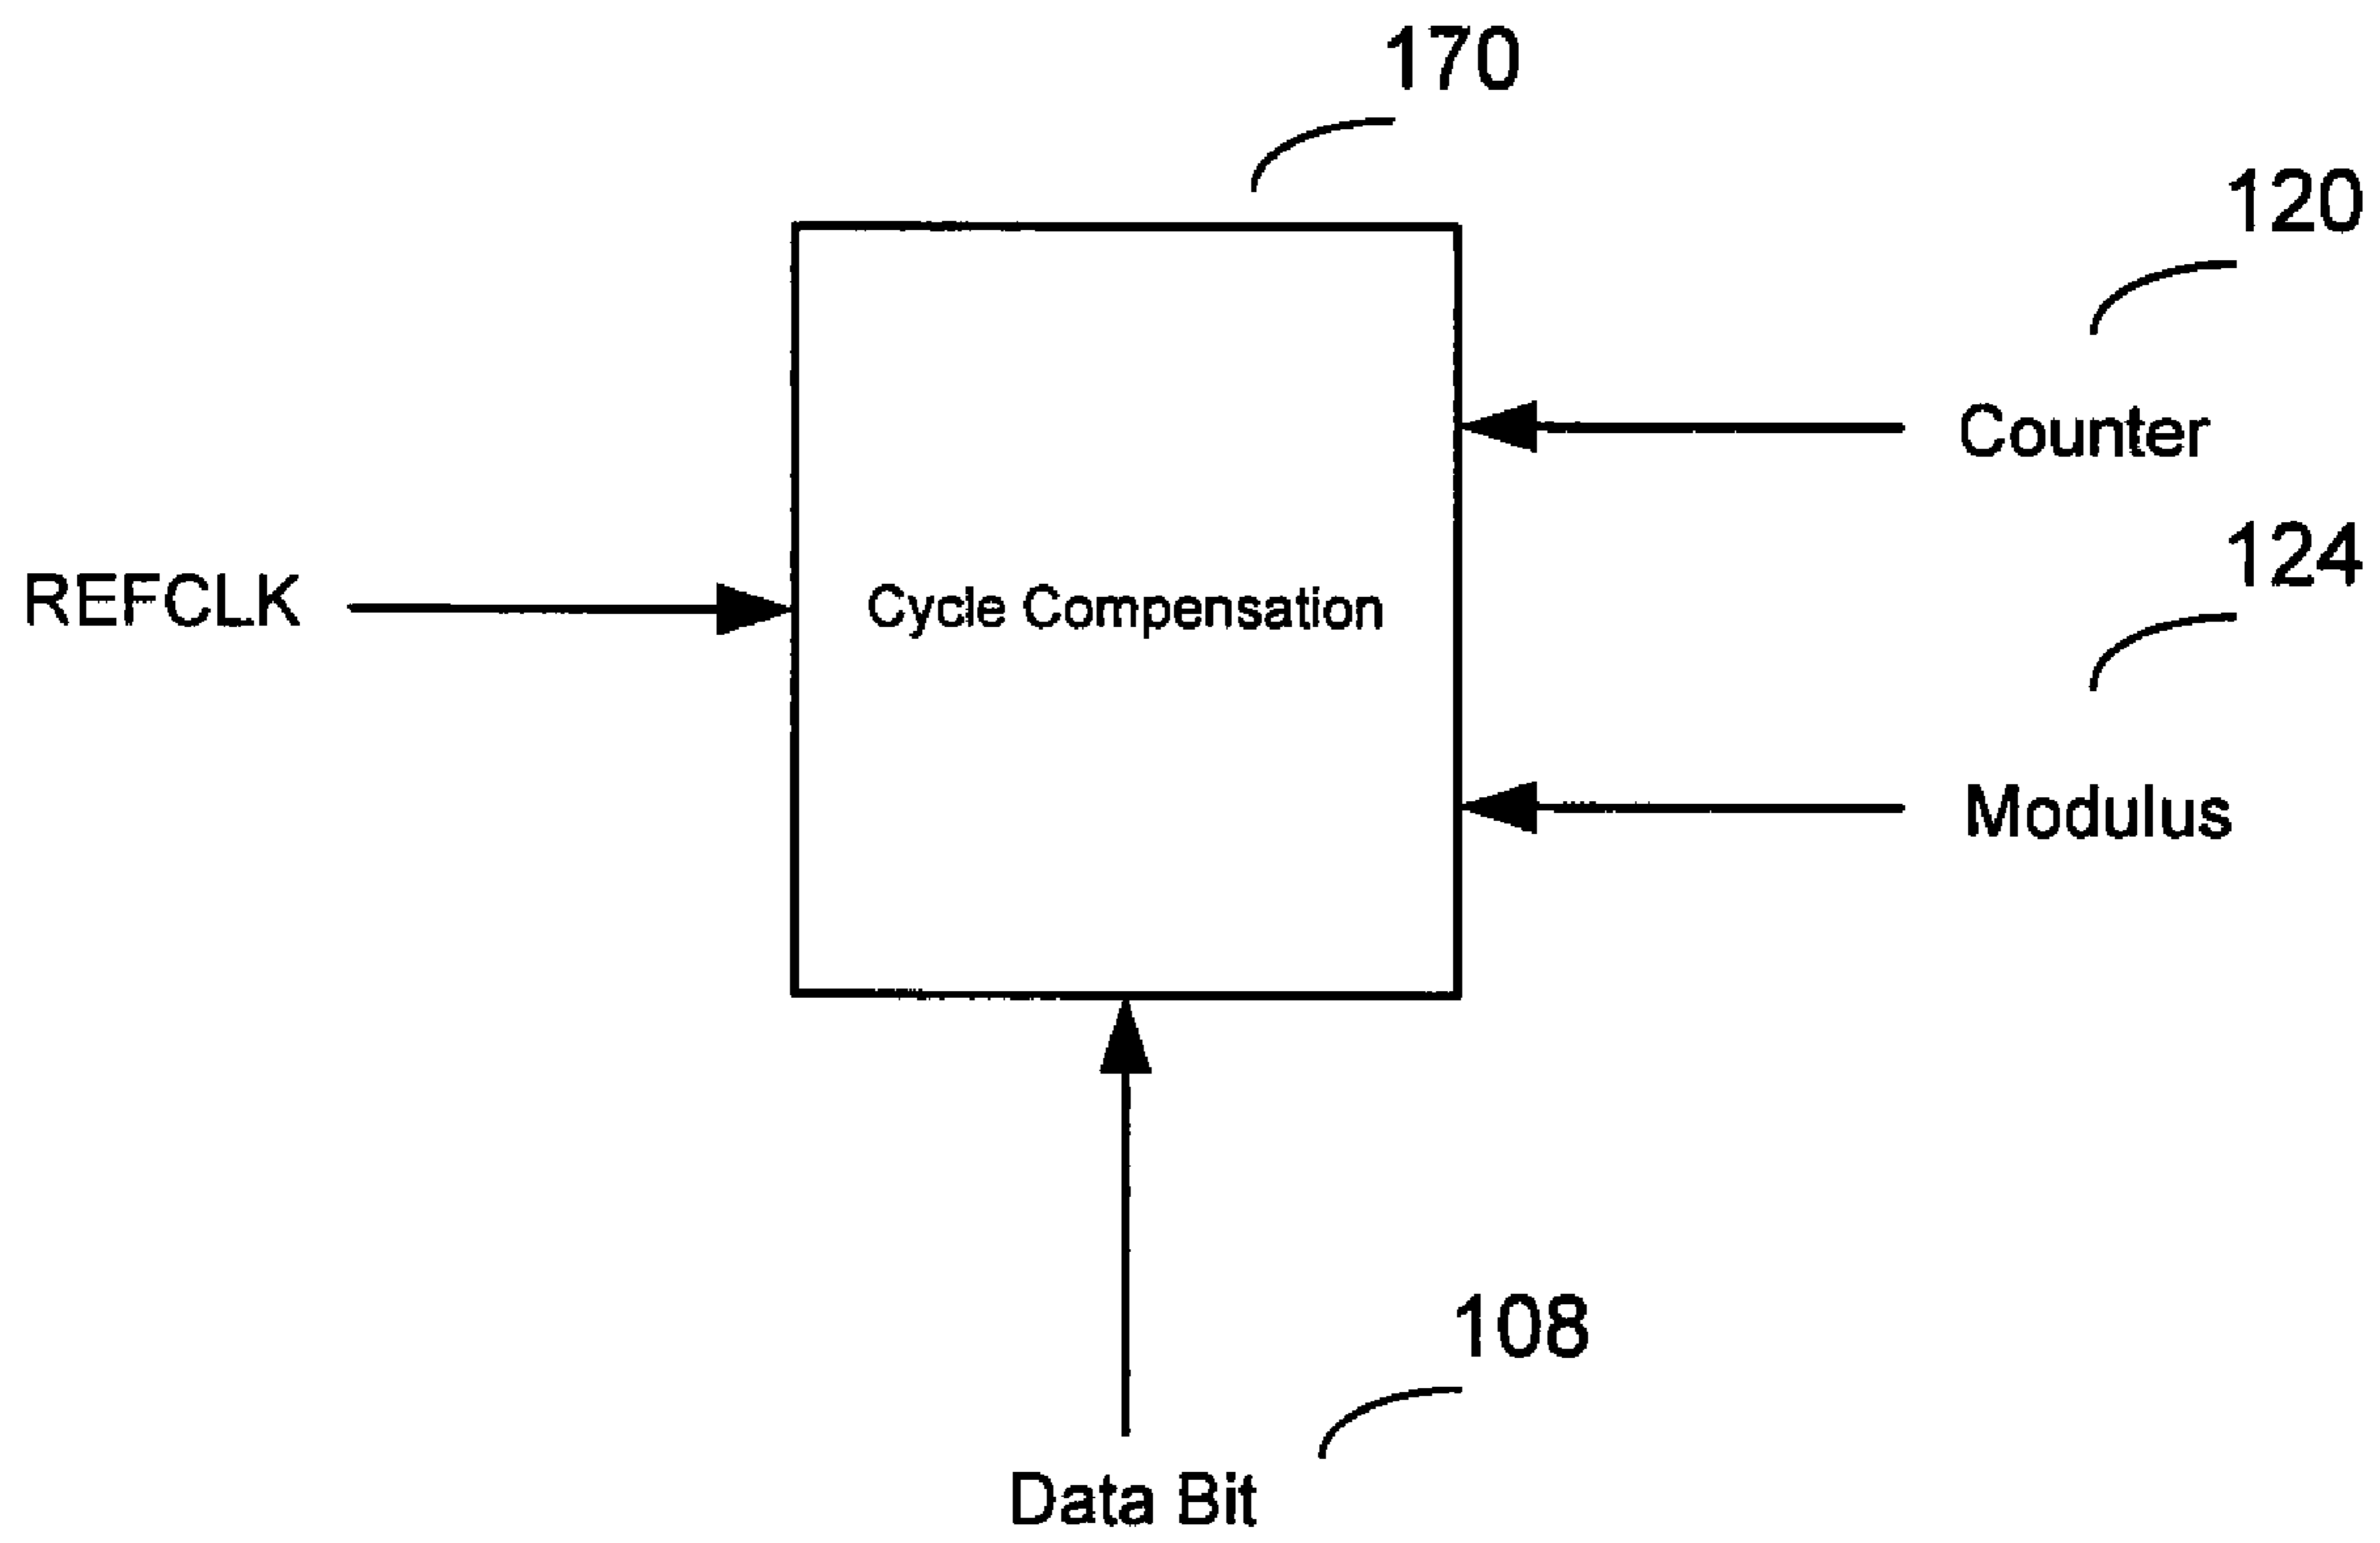 170
120
Counter
124
REFCLK
Cycle Compensation
Modulus
108
Data Bit